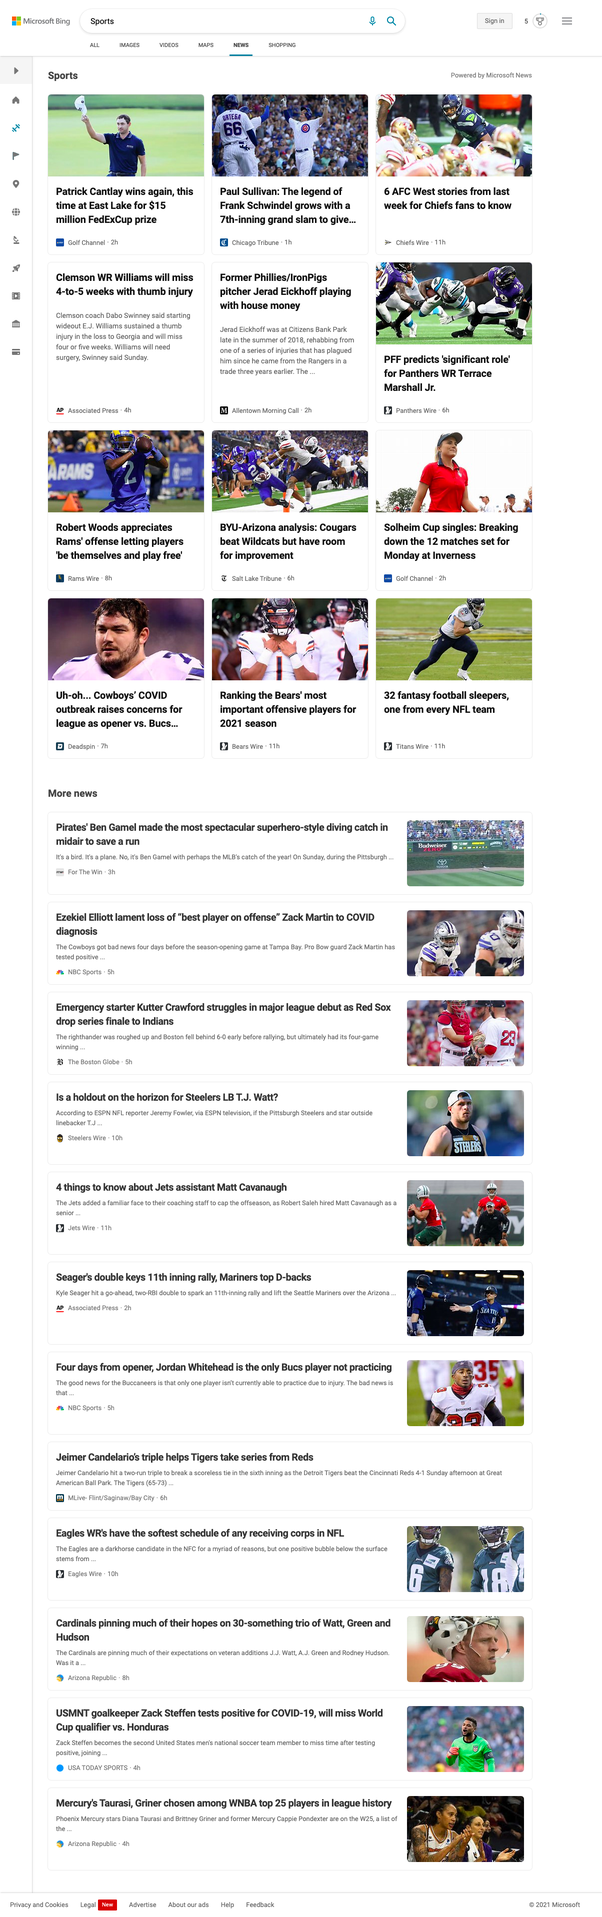 Microsoft Bing
Sports
Sign in
5
ALL IMAGES VIDEOS MAPS NEWS SHOPPING
Sports
Powered by Microsoft News
Patrick Cantlay wins again, this
time at East Lake for $15
million FedExCup prize
Golf Channel · 2h
Paul Sullivan: The legend of
Frank Schwindel grows with a
7th-inning grand slam to give...
Chicago Tribune · 1h
6 AFC West stories from last
week for Chiefs fans to know
Chiefs Wire · 11h
Clemson WR Williams will miss
4-to-5 weeks with thumb injury
Clemson coach Dabo Swinney said starting
wideout E.J. Williams sustained a thumb
injury in the loss to Georgia and will miss
four or five weeks. Williams will need
surgery, Swinney said Sunday.
AP Associated Press · 4h
Former Phillies/IronPigs
pitcher Jerad Eickhoff playing
with house money
Jerad Eickhoff was at Citizens Bank Park
late in the summer of 2018, rehabbing from
one of a series of injuries that has plagued
him since he came from the Rangers in a
trade three years earlier. The ...
Allentown Morning Call · 2h
PFF predicts 'significant role'
for Panthers WR Terrace
Marshall Jr.
Panthers Wire · 6h
Robert Woods appreciates
Rams' offense letting players
'be themselves and play free'
Rams Wire · 8h
BYU-Arizona analysis: Cougars
beat Wildcats but have room
for improvement
Salt Lake Tribune · 6h
Solheim Cup singles: Breaking
down the 12 matches set for
Monday at Inverness
Golf Channel · 2h
Uh-oh... Cowboys' COVID
outbreak raises concerns for
league as opener vs. Bucs...
Deadspin · 7h
Ranking the Bears' most
important offensive players for
2021 season
Bears Wire · 11h
32 fantasy football sleepers,
one from every NFL team
Titans Wire · 11h
More news
Pirates' Ben Gamel made the most spectacular superhero-style diving catch in
midair to save a run
It's a bird. It's a plane. No, it's Ben Gamel with perhaps the MLB's catch of the year! On Sunday, during the Pittsburgh ...
For The Win · 3h
Ezekiel Elliott lament loss of "best player on offense" Zack Martin to COVID
diagnosis
The Cowboys got bad news four days before the season-opening game at Tampa Bay. Pro Bow guard Zack Martin has
tested positive ...
NBC Sports · 5h
Emergency starter Kutter Crawford struggles in major league debut as Red Sox
drop series finale to Indians
The righthander was roughed up and Boston fell behind 6-0 early before rallying, but ultimately had its four-game
winning ...
The Boston Globe · 5h
Is a holdout on the horizon for Steelers LB T.J. Watt?
According to ESPN NFL reporter Jeremy Fowler, via ESPN television, if the Pittsburgh Steelers and star outside
linebacker T.J ...
Steelers Wire · 10h
4 things to know about Jets assistant Matt Cavanaugh
The Jets added a familiar face to their coaching staff to cap the offseason, as Robert Saleh hired Matt Cavanaugh as a
senior ...
Jets Wire · 11h
Seager's double keys 11th inning rally, Mariners top D-backs
Kyle Seager hit a go-ahead, two-RBI double to spark an 11th-inning rally and lift the Seattle Mariners over the Arizona ...
AP Associated Press · 2h
Four days from opener, Jordan Whitehead is the only Bucs player not practicing
The good news for the Buccaneers is that only one player isn't currently able to practice due to injury. The bad news is
that ...
NBC Sports · 5h
Jeimer Candelario's triple helps Tigers take series from Reds
Jeimer Candelario hit a two-run triple to break a scoreless tie in the sixth inning as the Detroit Tigers beat the Cincinnati Reds 4-1 Sunday afternoon at Great
American Ball Park. The Tigers (65-73) ...
MLive- Flint/Saginaw/Bay City · 6h
Eagles WR's have the softest schedule of any receiving corps in NFL
The Eagles are a darkhorse candidate in the NFC for a myriad of reasons, but one positive bubble below the surface
stems from ...
Eagles Wire · 10h
Cardinals pinning much of their hopes on 30-something trio of Watt, Green and
Hudson
The Cardinals are pinning much of their expectations on veteran additions J.J. Watt, A.J. Green and Rodney Hudson.
Was it a ...
Arizona Republic · 8h
USMNT goalkeeper Zack Steffen tests positive for COVID-19, will miss World
Cup qualifier vs. Honduras
Zack Steffen becomes the second United States men's national soccer team member to miss time after testing
positive, joining ...
USA TODAY SPORTS · 4h
Mercury's Taurasi, Griner chosen among WNBA top 25 players in league history
Phoenix Mercury stars Diana Taurasi and Brittney Griner and former Mercury Cappie Pondexter are on the W25, a list of
the ...
Arizona Republic · 4h
Privacy and Cookies Legal New Advertise About our ads Help Feedback © 2021 Microsoft